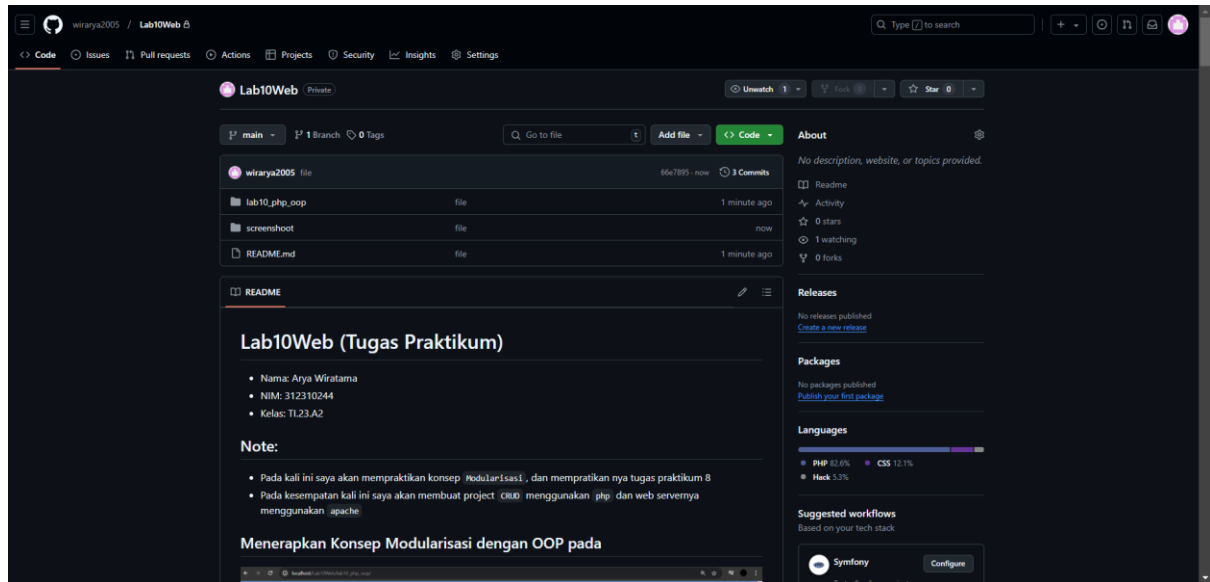 wirarya2005 / Lab10Web
Type / to search
Code Issues Pull requests Actions Projects Security Insights Settings
Lab10Web Private
Unwatch 1 Fork 0 Star 0
main 1 Branch 0 Tags
Go to file t Add file Code
wirarya2005 file 66e7895 · now 3 Commits
lab10_php_oop file 1 minute ago
screenshoot file now
README.md file 1 minute ago
README
Lab10Web (Tugas Praktikum)
• Nama: Arya Wiratama
• NIM: 312310244
• Kelas: TI.23.A2
Note:
• Pada kali ini saya akan mempraktikan konsep Modularisasi, dan mempratikan nya tugas praktikum 8
• Pada kesempatan kali ini saya akan membuat project CRUD menggunakan php dan web servernya
menggunakan apache
Menerapkan Konsep Modularisasi dengan OOP pada
About
No description, website, or topics provided.
Readme
Activity
0 stars
1 watching
0 forks
Releases
No releases published
Create a new release
Packages
No packages published
Publish your first package
Languages
PHP 82.6% CSS 12.1%
Hack 5.3%
Suggested workflows
Based on your tech stack
Symfony Configure